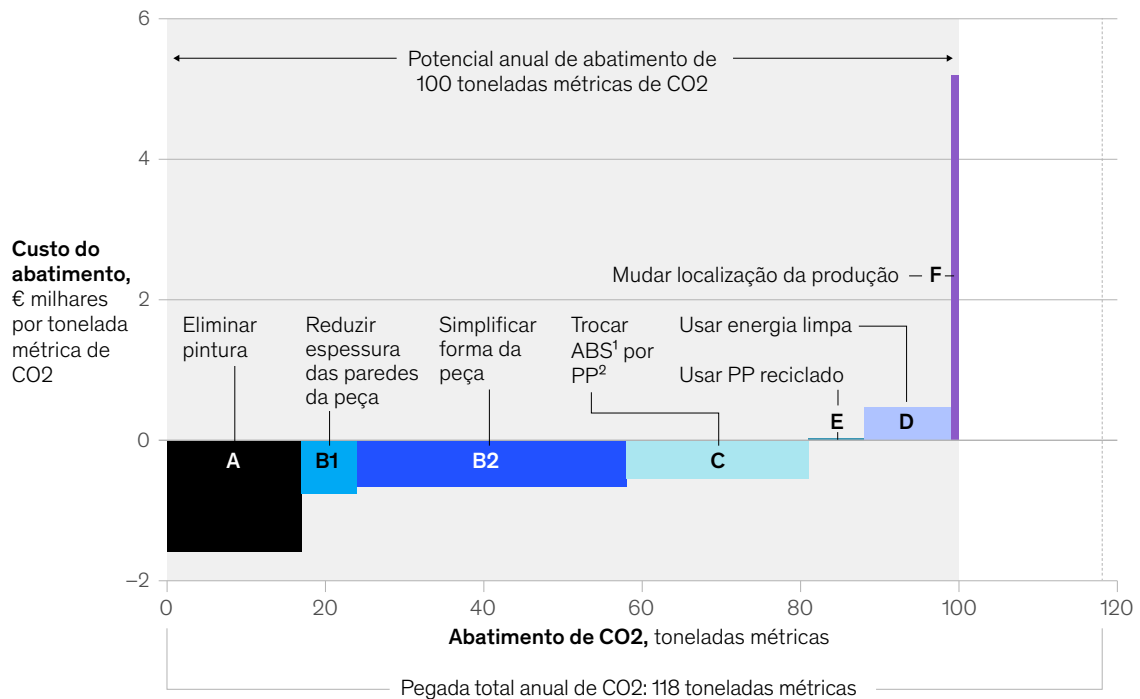 6
Potencial anual de abatimento de
100 toneladas métricas de CO2
4
Custo do
abatimento,
€ milhares
por tonelada
métrica de
CO2
Mudar localização da produção
F
2
Eliminar
pintura
Reduzir
espessura
das paredes
da peça
Simplificar
forma da
peça
Trocar
ABS¹ por
PP²
Usar energia limpa
Usar PP reciclado
0
A
B1
B2
C
E
D
−2
0
20
40
60
80
100
120
Abatimento de CO2, toneladas métricas
Pegada total anual de CO2: 118 toneladas métricas